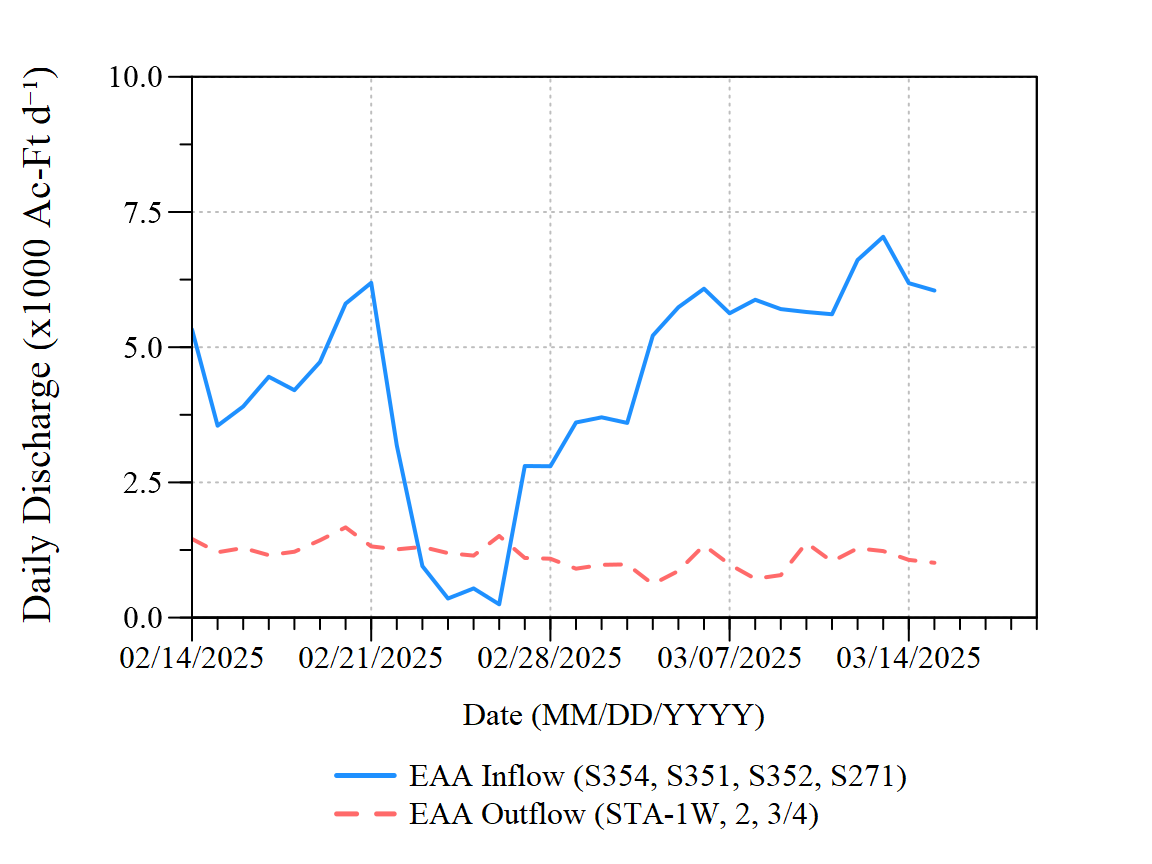 Daily Discharge (x1000 Ac-Ft d⁻¹)
10.0
7.5
5.0
2.5
0.0
02/14/2025 02/21/2025 02/28/2025 03/07/2025 03/14/2025
Date (MM/DD/YYYY)
EAA Inflow (S354, S351, S352, S271)
EAA Outflow (STA-1W, 2, 3/4)